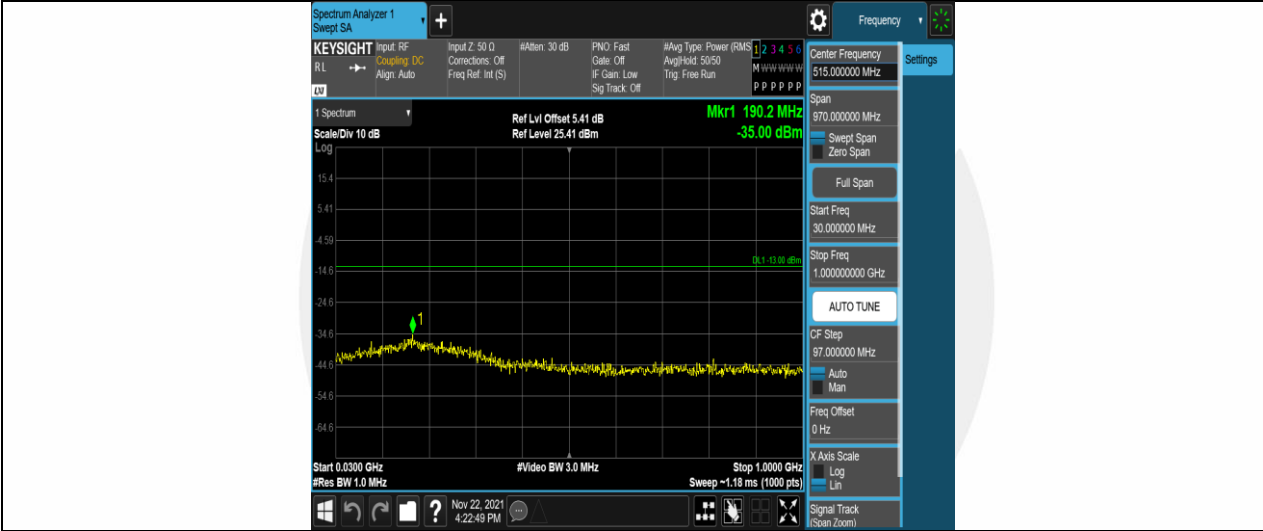 Spectrum Analyzer 1
Swept SA
+
Frequency
KEYSIGHT Input: RF Input Z: 50 Ω #Atten: 30 dB PNO: Fast #Avg Type: Power (RMS 1 2 3 4 5 6
Coupling: DC Corrections: Off Gate: Off Avg|Hold: 50/50 M W W W W W
R L Align: Auto Freq Ref: Int (S) IF Gain: Low Trig: Free Run
Sig Track: Off P P P P P P
LXI
Center Frequency
515.000000 MHz
Settings
Span
970.000000 MHz
Swept Span
Zero Span
Full Span
Start Freq
30.000000 MHz
Stop Freq
1.000000000 GHz
AUTO TUNE
CF Step
97.000000 MHz
Auto
Man
Freq Offset
0 Hz
X Axis Scale
Log
Lin
Signal Track
(Span Zoom)
1 Spectrum
Scale/Div 10 dB
Ref Lvl Offset 5.41 dB
Ref Level 25.41 dBm
Mkr1 190.2 MHz
-35.00 dBm
Log
15.4
5.41
-4.59
DL1 -13.00 dBm
-14.6
-24.6
1
-34.6
-44.6
-54.6
-64.6
Start 0.0300 GHz #Video BW 3.0 MHz Stop 1.0000 GHz
#Res BW 1.0 MHz Sweep ~1.18 ms (1000 pts)
?
Nov 22, 2021
4:22:49 PM